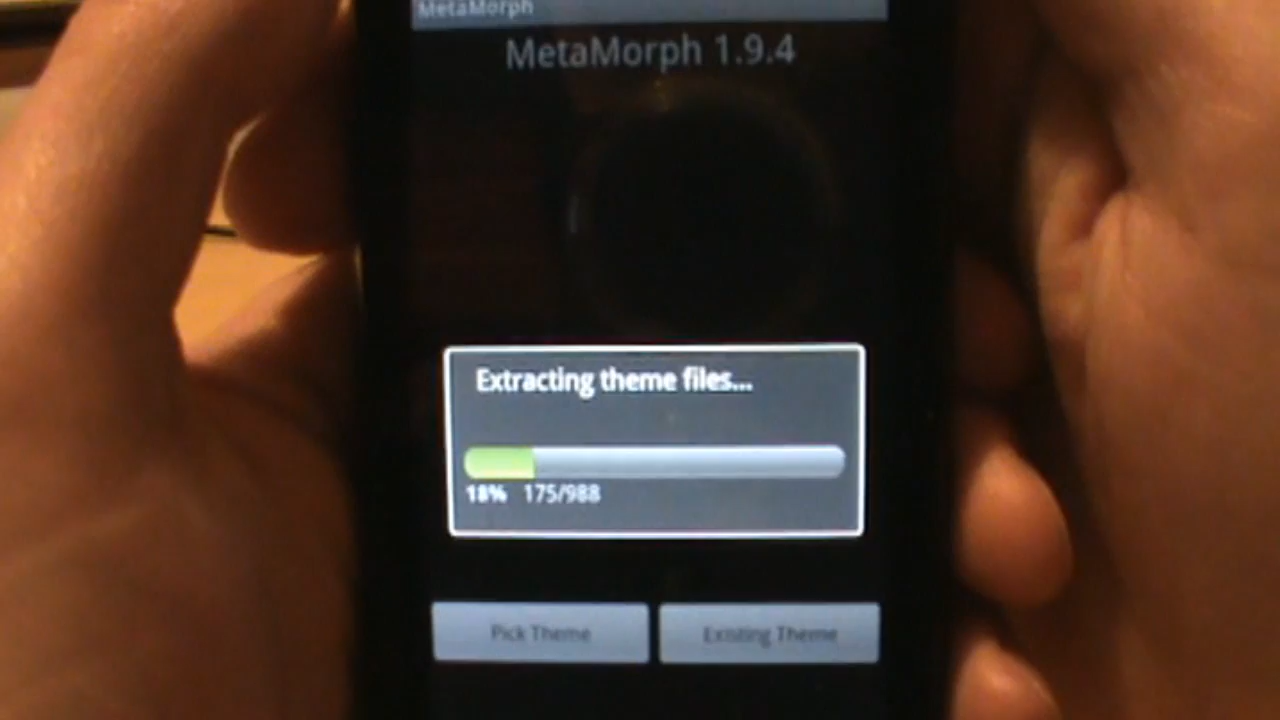 MetaMorph
MetaMorph 1.9.4
Extracting theme files...
18% 175/988
Pick Theme Existing Theme